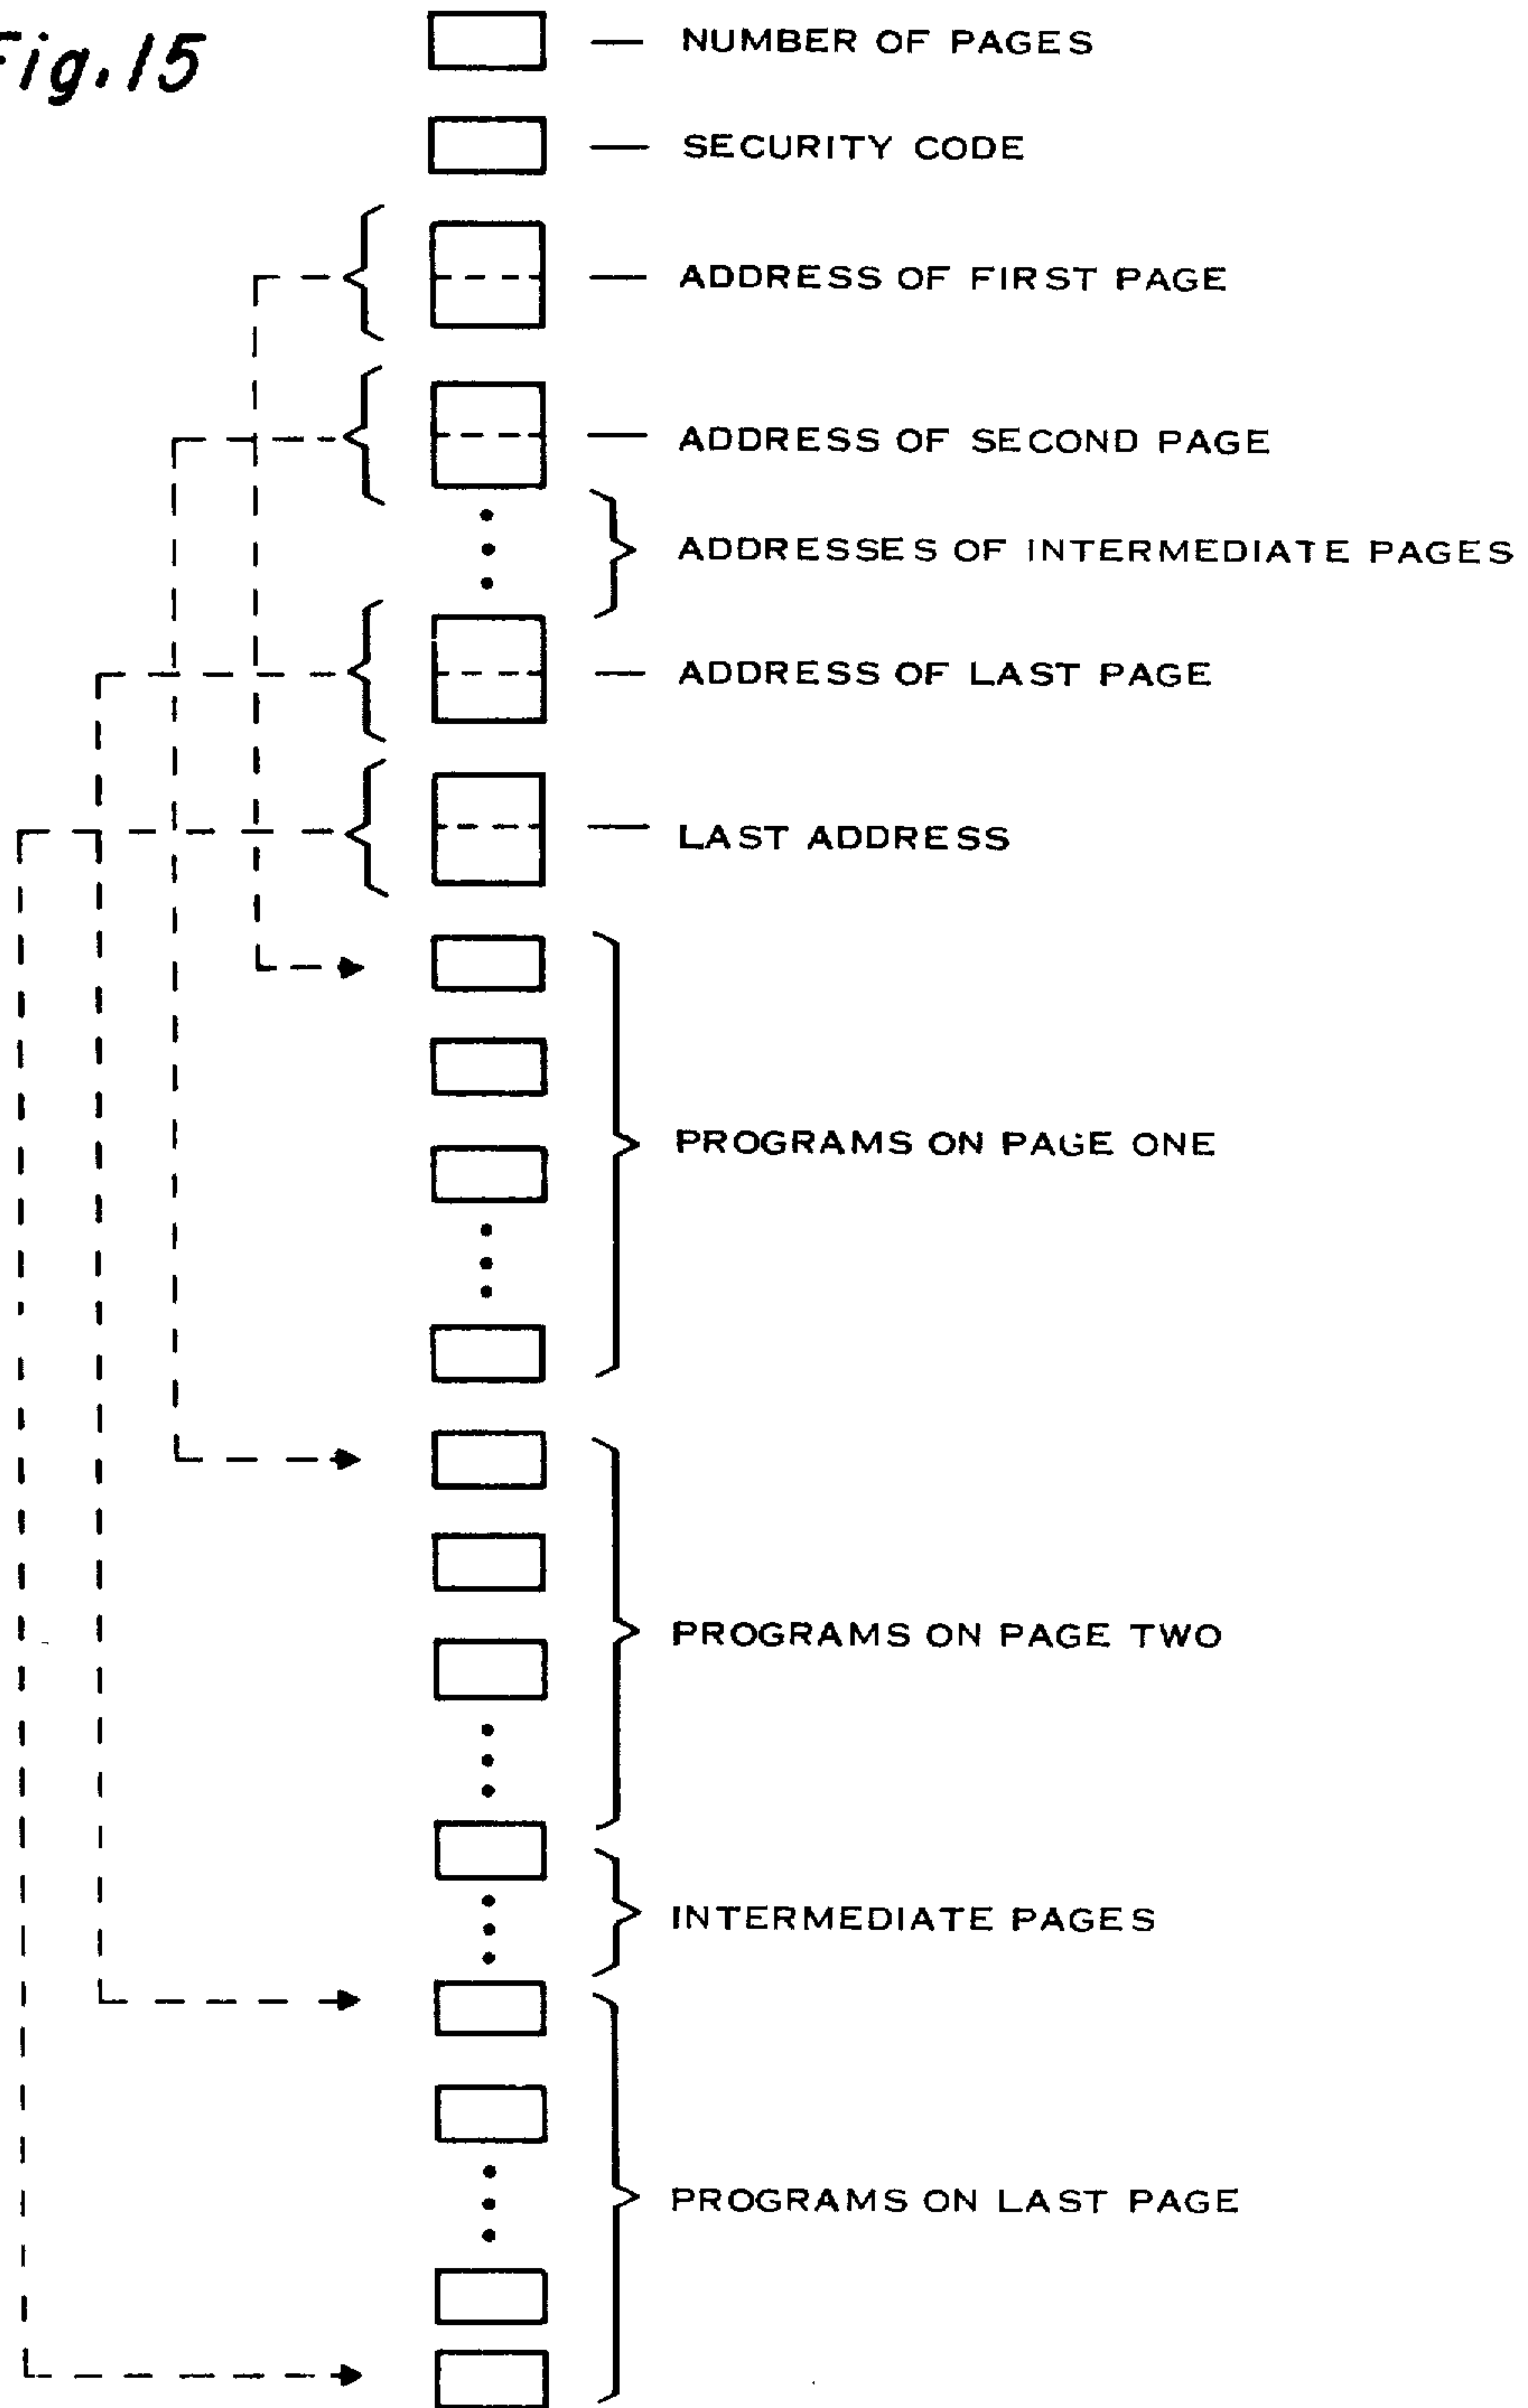 Fig. 15
NUMBER OF PAGES
SECURITY CODE
ADDRESS OF FIRST PAGE
ADDRESS OF SECOND PAGE
ADDRESSES OF INTERMEDIATE PAGES
ADDRESS OF LAST PAGE
LAST ADDRESS
PROGRAMS ON PAGE ONE
PROGRAMS ON PAGE TWO
INTERMEDIATE PAGES
PROGRAMS ON LAST PAGE